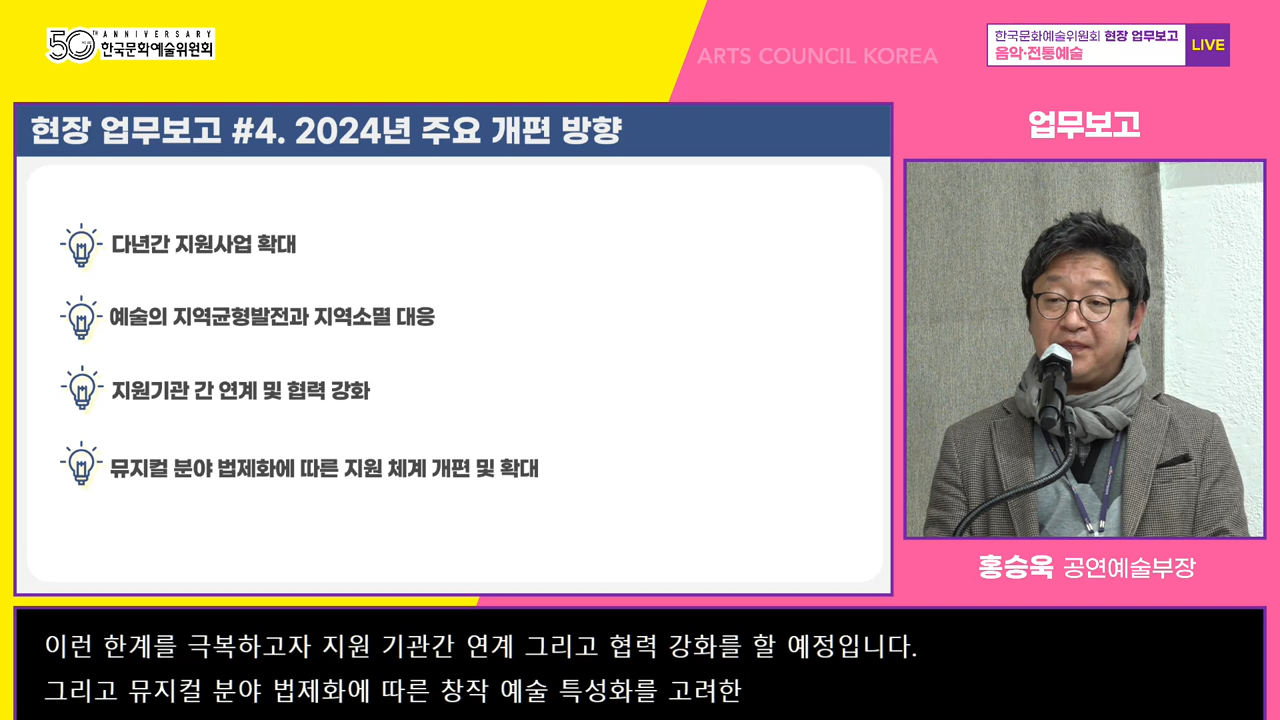 50TH ANNIVERSARY
한국문화예술위원회
ARTS COUNCIL KOREA
한국문화예술위원회 현장 업무보고
음악·전통예술
LIVE
현장 업무보고 #4. 2024년 주요 개편 방향
다년간 지원사업 확대
예술의 지역균형발전과 지역소멸 대응
지원기관 간 연계 및 협력 강화
뮤지컬 분야 법제화에 따른 지원 체계 개편 및 확대
업무보고
홍승욱 공연예술부장
이런 한계를 극복하고자 지원 기관간 연계 그리고 협력 강화를 할 예정입니다.
그리고 뮤지컬 분야 법제화에 따른 창작 예술 특성화를 고려한